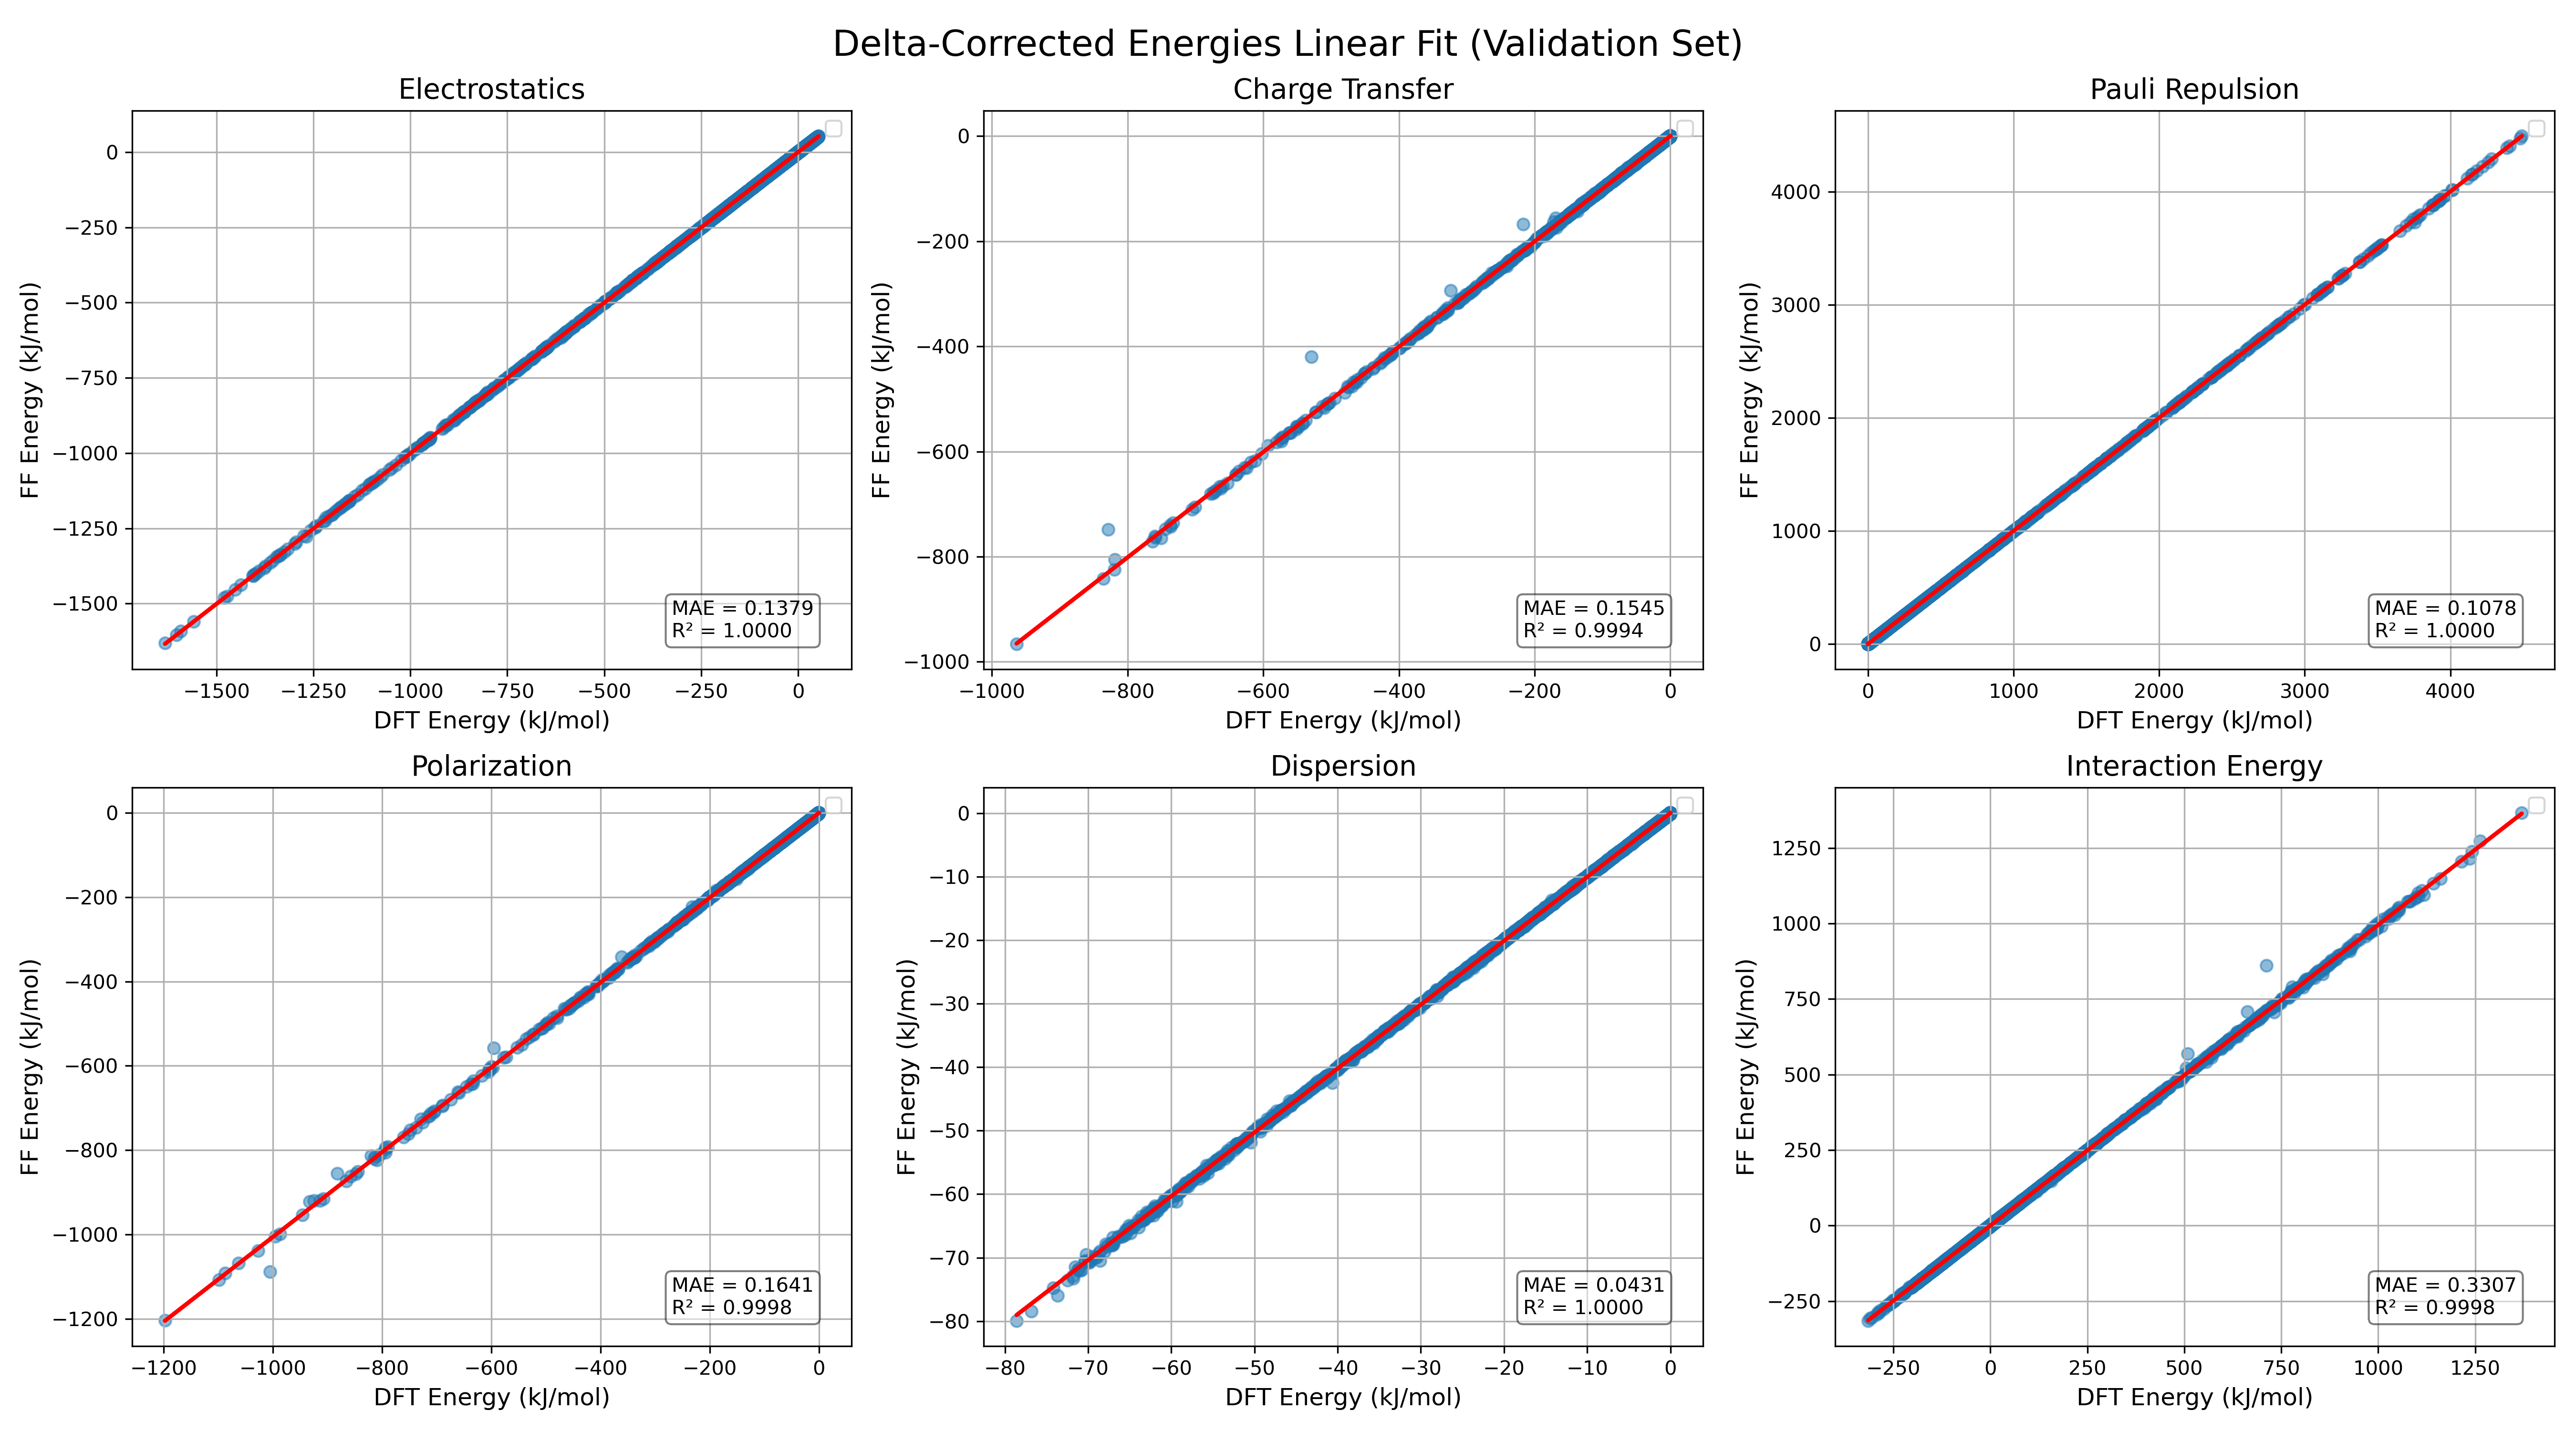 Delta-Corrected Energies Linear Fit (Validation Set)
Electrostatics
FF Energy (kJ/mol)
0
−250
−500
−750
−1000
−1250
−1500
MAE = 0.1379
R² = 1.0000
−1500 −1250 −1000 −750 −500 −250 0
DFT Energy (kJ/mol)
Charge Transfer
FF Energy (kJ/mol)
0
−200
−400
−600
−800
−1000
MAE = 0.1545
R² = 0.9994
−1000 −800 −600 −400 −200 0
DFT Energy (kJ/mol)
Pauli Repulsion
FF Energy (kJ/mol)
4000
3000
2000
1000
0
MAE = 0.1078
R² = 1.0000
0 1000 2000 3000 4000
DFT Energy (kJ/mol)
Polarization
FF Energy (kJ/mol)
0
−200
−400
−600
−800
−1000
−1200
MAE = 0.1641
R² = 0.9998
−1200 −1000 −800 −600 −400 −200 0
DFT Energy (kJ/mol)
Dispersion
FF Energy (kJ/mol)
0
−10
−20
−30
−40
−50
−60
−70
−80
MAE = 0.0431
R² = 1.0000
−80 −70 −60 −50 −40 −30 −20 −10 0
DFT Energy (kJ/mol)
Interaction Energy
FF Energy (kJ/mol)
1250
1000
750
500
250
0
−250
MAE = 0.3307
R² = 0.9998
−250 0 250 500 750 1000 1250
DFT Energy (kJ/mol)